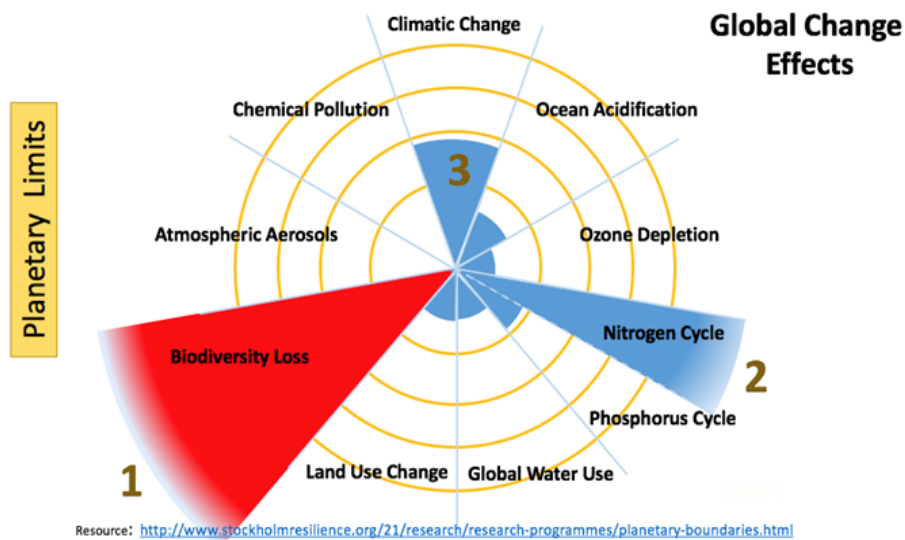 Global Change
Effects
Climatic Change
Chemical Pollution
Ocean Acidification
3
Planetary Limits
Atmospheric Aerosols
Ozone Depletion
Nitrogen Cycle
Biodiversity Loss
2
Phosphorus Cycle
1
Land Use Change
Global Water Use
Resource: http://www.stockholmresilience.org/21/research/research-programmes/planetary-boundaries.html